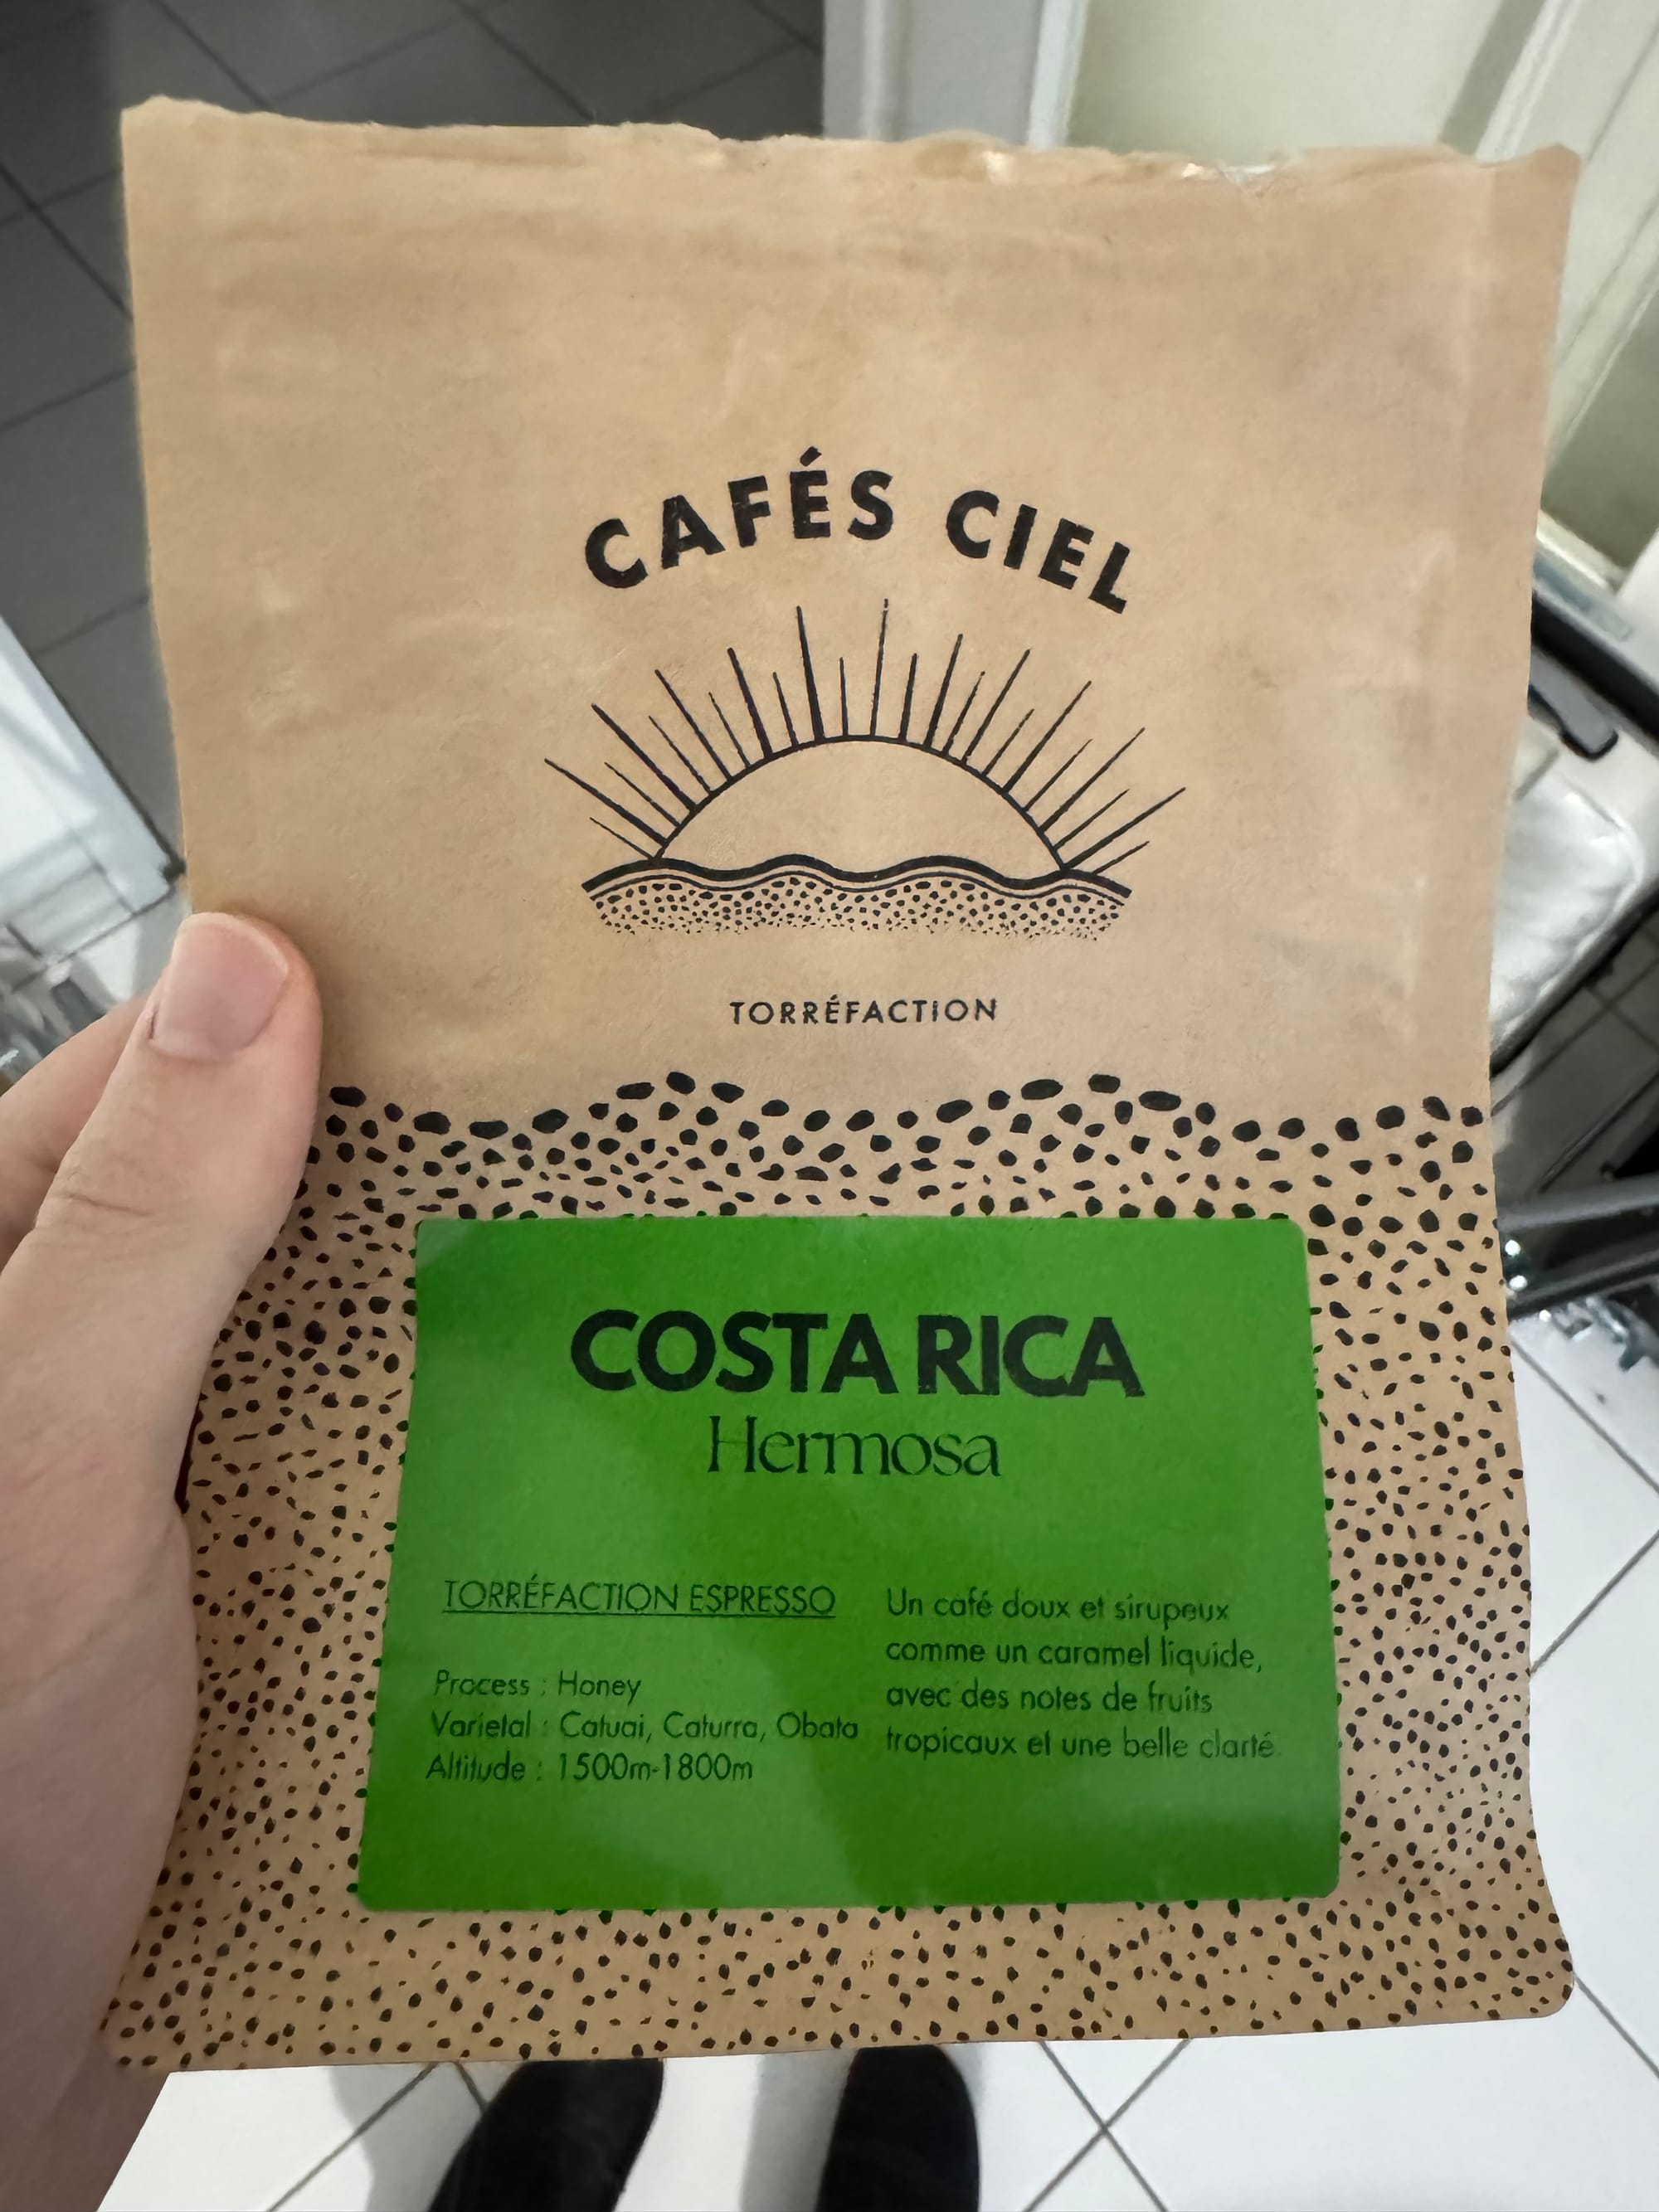 CAFÉS CIEL
TORRÉFACTION
COSTA RICA
Hermosa
TORRÉFACTION ESPRESSO
Process : Honey
Varietal : Catuai, Caturra, Obata
Altitude : 1500m-1800m
Un café doux et sirupeux
comme un caramel liquide,
avec des notes de fruits
tropicaux et une belle clarté.